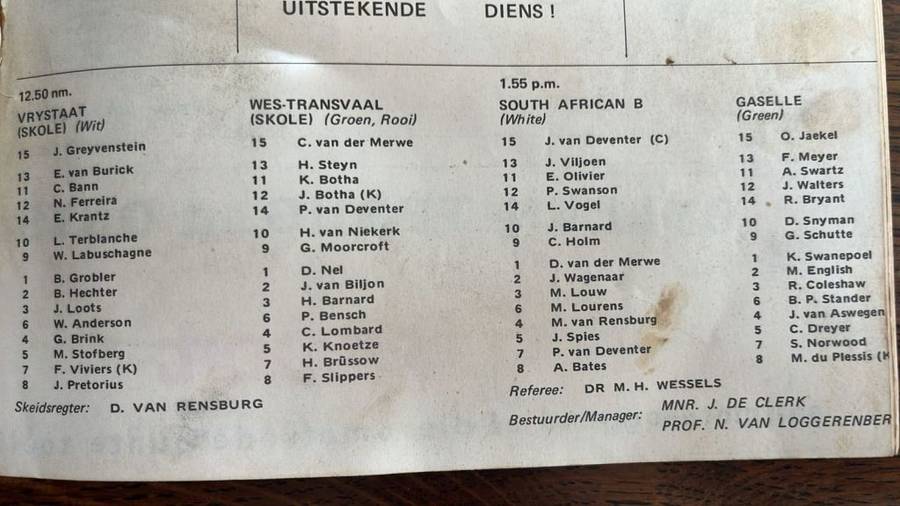 UITSTEKENDE DIENS !
12.50 nm.
VRYSTAAT
(SKOLE) (Wit)
15 J. Greyvenstein
13 E. van Burick
11 C. Bann
12 N. Ferreira
14 E. Krantz
10 L. Terblanche
9 W. Labuschagne
1 B. Grobler
2 B. Hechter
3 J. Loots
6 W. Anderson
4 G. Brink
5 M. Stofberg
7 F. Viviers (K)
8 J. Pretorius
Skeidsregter: D. VAN RENSBURG
WES-TRANSVAAL
(SKOLE) (Groen, Rooi)
15 C. van der Merwe
13 H. Steyn
11 K. Botha
12 J. Botha (K)
14 P. van Deventer
10 H. van Niekerk
9 G. Moorcroft
1 D. Nel
2 J. van Biljon
3 H. Barnard
6 P. Bensch
4 C. Lombard
5 K. Knoetze
7 H. Brüssow
8 F. Slippers
1.55 p.m.
SOUTH AFRICAN B
(White)
15 J. van Deventer (C)
13 J. Viljoen
11 E. Olivier
12 P. Swanson
14 L. Vogel
10 J. Barnard
9 C. Holm
1 D. van der Merwe
2 J. Wagenaar
3 M. Louw
6 M. Lourens
4 M. van Rensburg
5 J. Spies
7 P. van Deventer
8 A. Bates
GASELLE
(Green)
15 O. Jaekel
13 F. Meyer
11 A. Swartz
12 J. Walters
14 R. Bryant
10 D. Snyman
9 G. Schutte
1 K. Swanepoel
2 M. English
3 R. Coleshaw
6 B. P. Stander
4 J. van Aswegen
5 C. Dreyer
7 S. Norwood
8 M. du Plessis (K
Referee: DR M. H. WESSELS
Bestuurder/Manager: MNR. J. DE CLERK
PROF. N. VAN LOGGERENBER